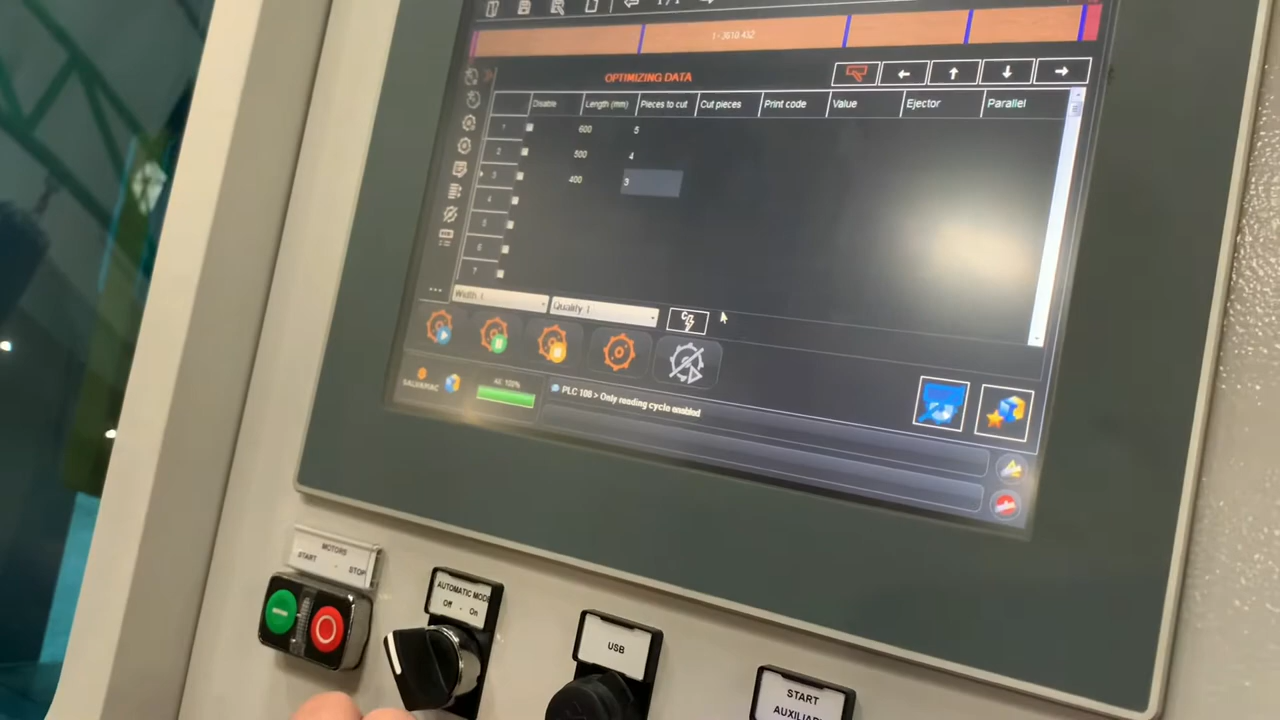 OPTIMIZING DATA
Disable Length (mm) Pieces to cut Cut pieces Print code Value Ejector Parallel
1 600 5
2 500 4
3 400 3
4
5
6
7
Width 1 Quality 1
SALVAMAC
PLC 108 > Only reading cycle enabled
MOTORS
START - STOP
AUTOMATIC MODE
Off - On
USB
START